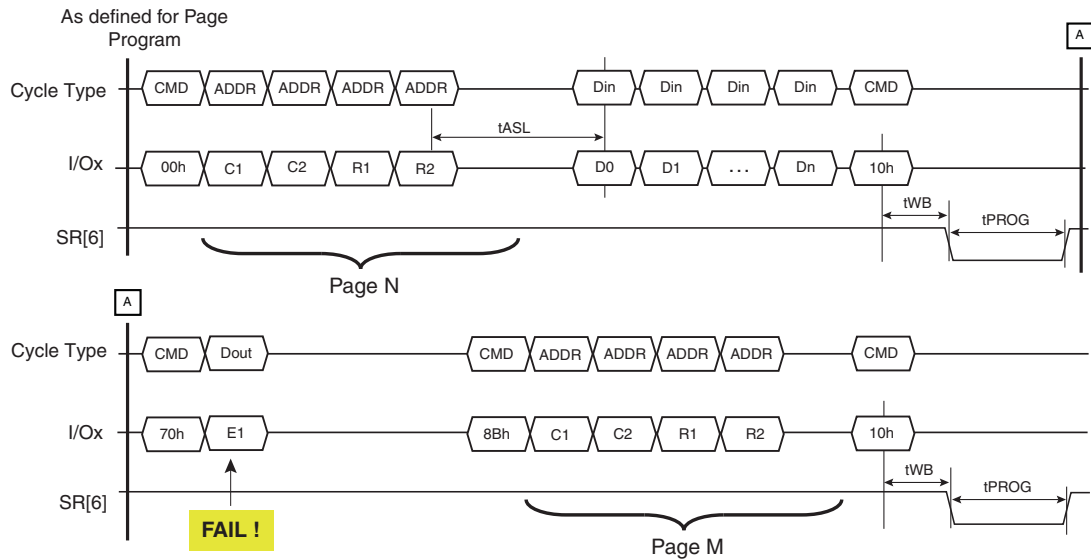 As defined for Page
Program
A
Cycle Type CMD ADDR ADDR ADDR ADDR Din Din Din Din CMD
tASL
I/Ox 00h C1 C2 R1 R2 D0 D1 ... Dn 10h
tWB tPROG
SR[6]
Page N
A
Cycle Type CMD Dout CMD ADDR ADDR ADDR ADDR CMD
I/Ox 70h E1 8Bh C1 C2 R1 R2 10h
tWB tPROG
SR[6]
FAIL !
Page M